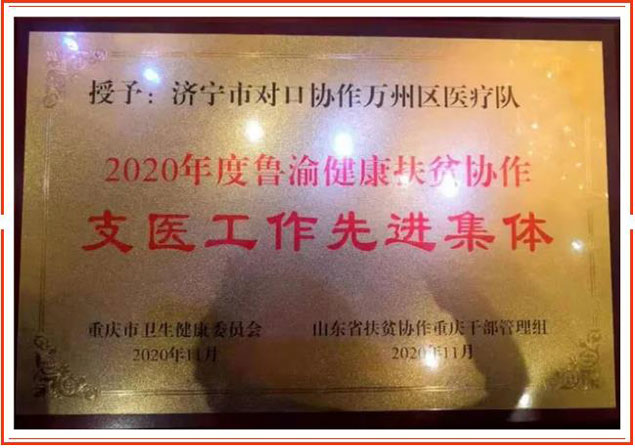 授予：济宁市对口协作万州区医疗队
2020年度鲁渝健康扶贫协作
支医工作先进集体
重庆市卫生健康委员会
2020年11月
山东省扶贫协作重庆干部管理组
2020年11月